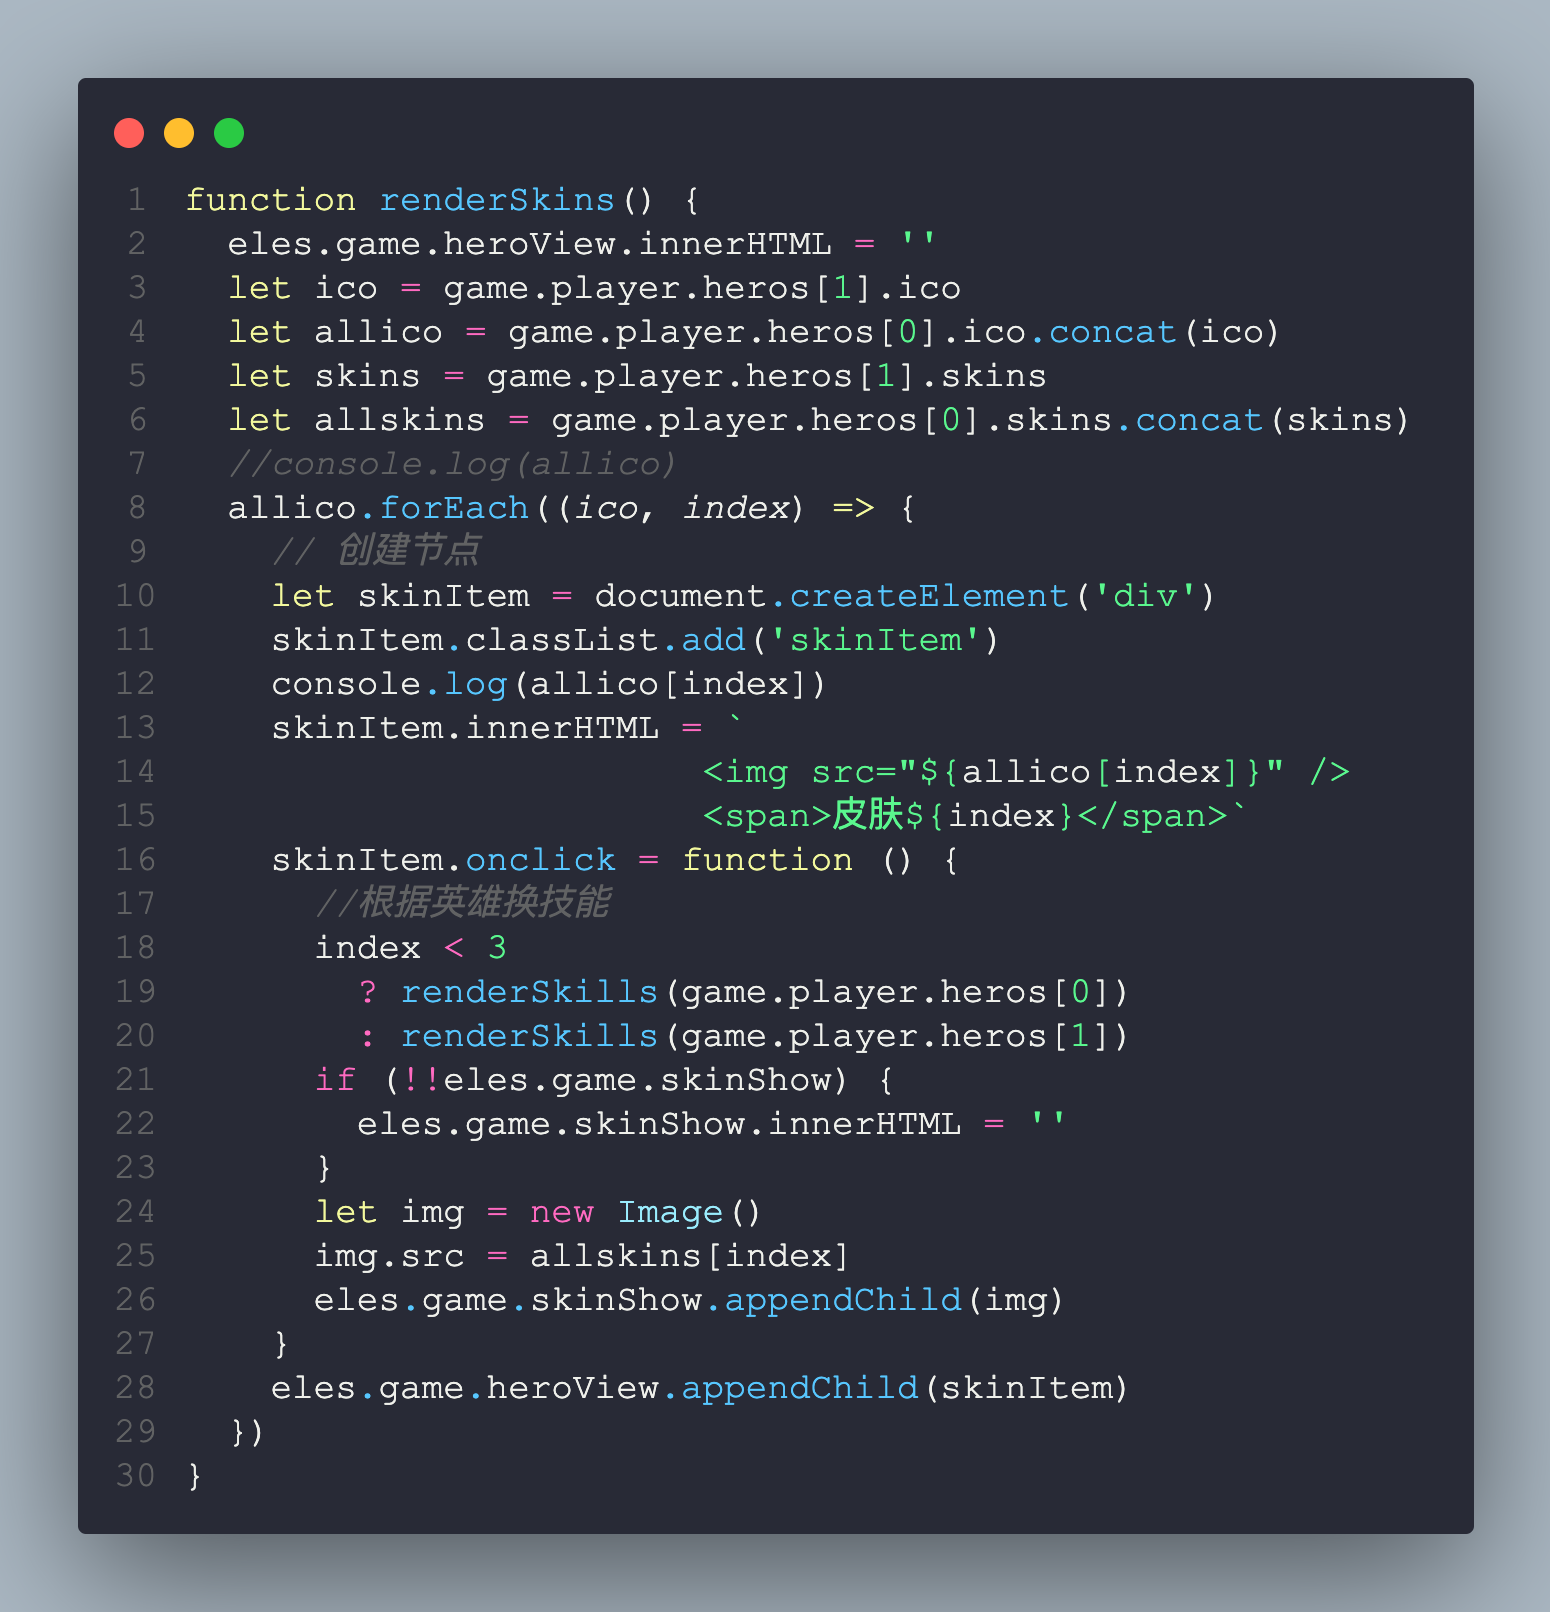 1 function renderSkins() {
2   eles.game.heroView.innerHTML = ''
3   let ico = game.player.heros[1].ico
4   let allico = game.player.heros[0].ico.concat(ico)
5   let skins = game.player.heros[1].skins
6   let allskins = game.player.heros[0].skins.concat(skins)
7   //console.log(allico)
8   allico.forEach((ico, index) => {
9     // 创建节点
10     let skinItem = document.createElement('div')
11     skinItem.classList.add('skinItem')
12     console.log(allico[index])
13     skinItem.innerHTML = `
14                         <img src="${allico[index]}" />
15                         <span>皮肤${index}</span>`
16     skinItem.onclick = function () {
17       //根据英雄换技能
18       index < 3
19         ? renderSkills(game.player.heros[0])
20         : renderSkills(game.player.heros[1])
21       if (!!eles.game.skinShow) {
22         eles.game.skinShow.innerHTML = ''
23       }
24       let img = new Image()
25       img.src = allskins[index]
26       eles.game.skinShow.appendChild(img)
27     }
28     eles.game.heroView.appendChild(skinItem)
29   })
30 }